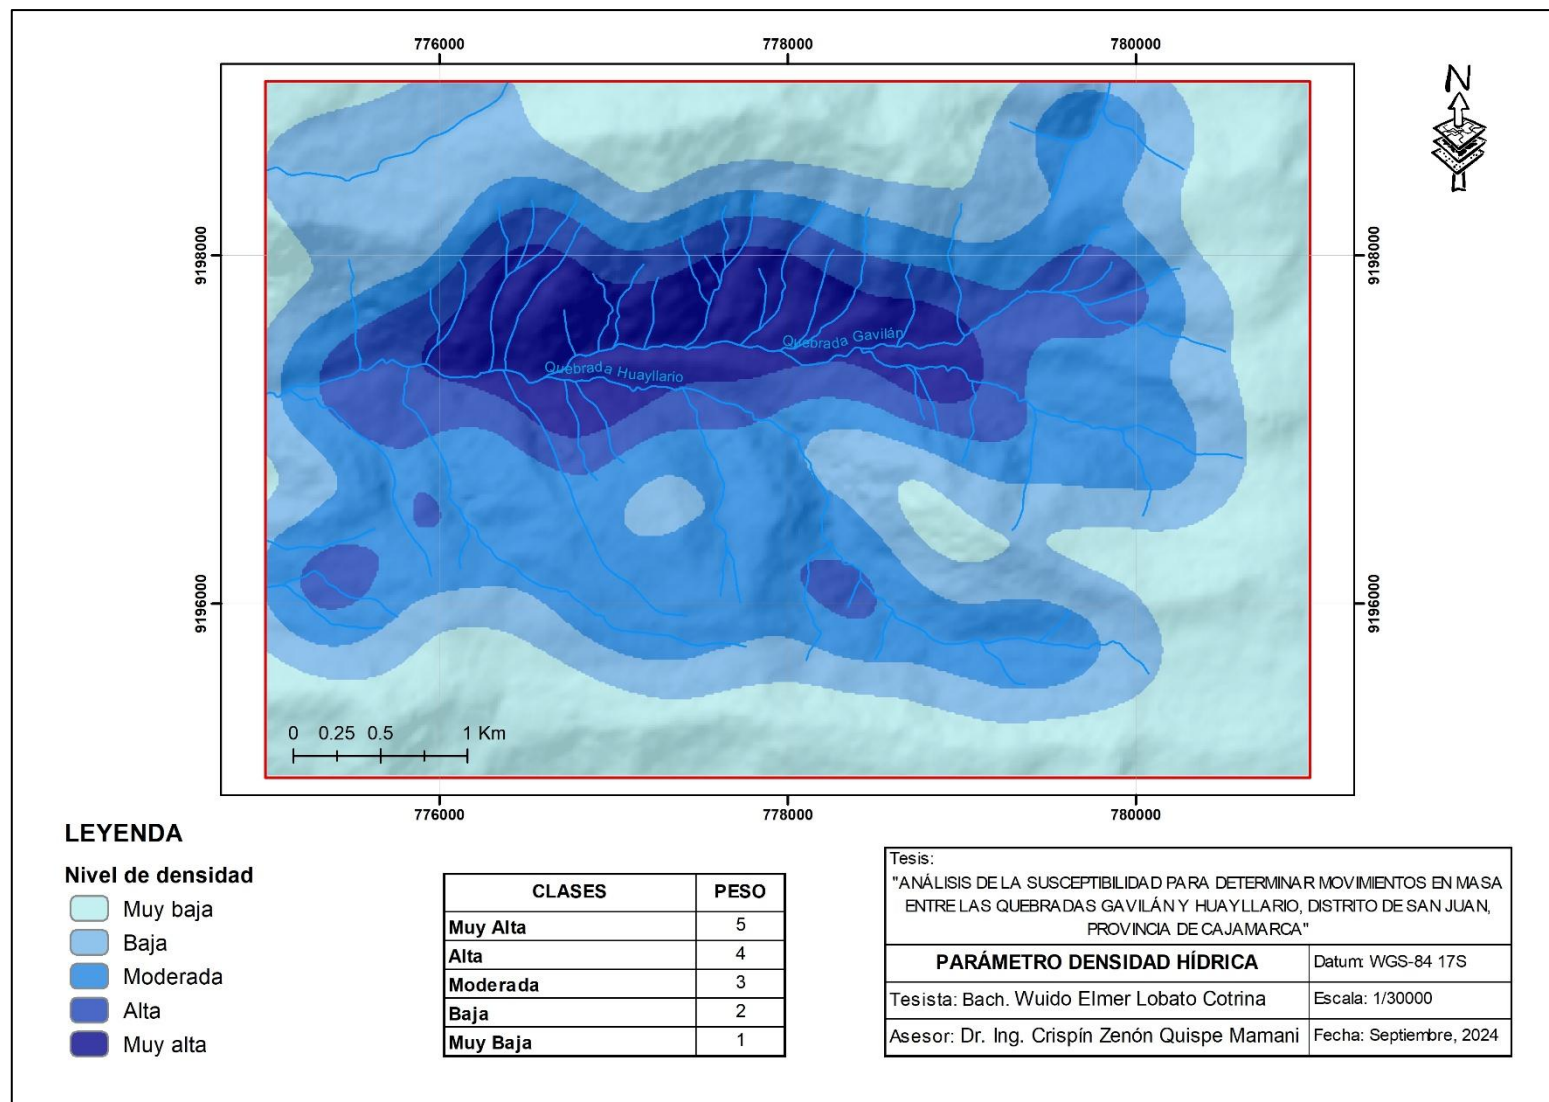 776000
778000
780000
N
9198000
9198000
Quebrada Gavilán
Quebrada Huayllario
9196000
9196000
0 0.25 0.5 1 Km
776000
778000
780000
LEYENDA
Nivel de densidad
Muy baja
Baja
Moderada
Alta
Muy alta
CLASES PESO
Muy Alta 5
Alta 4
Moderada 3
Baja 2
Muy Baja 1
Tesis:
"ANÁLISIS DE LA SUSCEPTIBILIDAD PARA DETERMINAR MOVIMIENTOS EN MASA
ENTRE LAS QUEBRADAS GAVILÁN Y HUAYLLARIO, DISTRITO DE SAN JUAN,
PROVINCIA DE CAJAMARCA"
PARÁMETRO DENSIDAD HÍDRICA Datum: WGS-84 17S
Tesista: Bach. Wuido Elmer Lobato Cotrina Escala: 1/30000
Asesor: Dr. Ing. Crispín Zenón Quispe Mamani Fecha: Septiembre, 2024